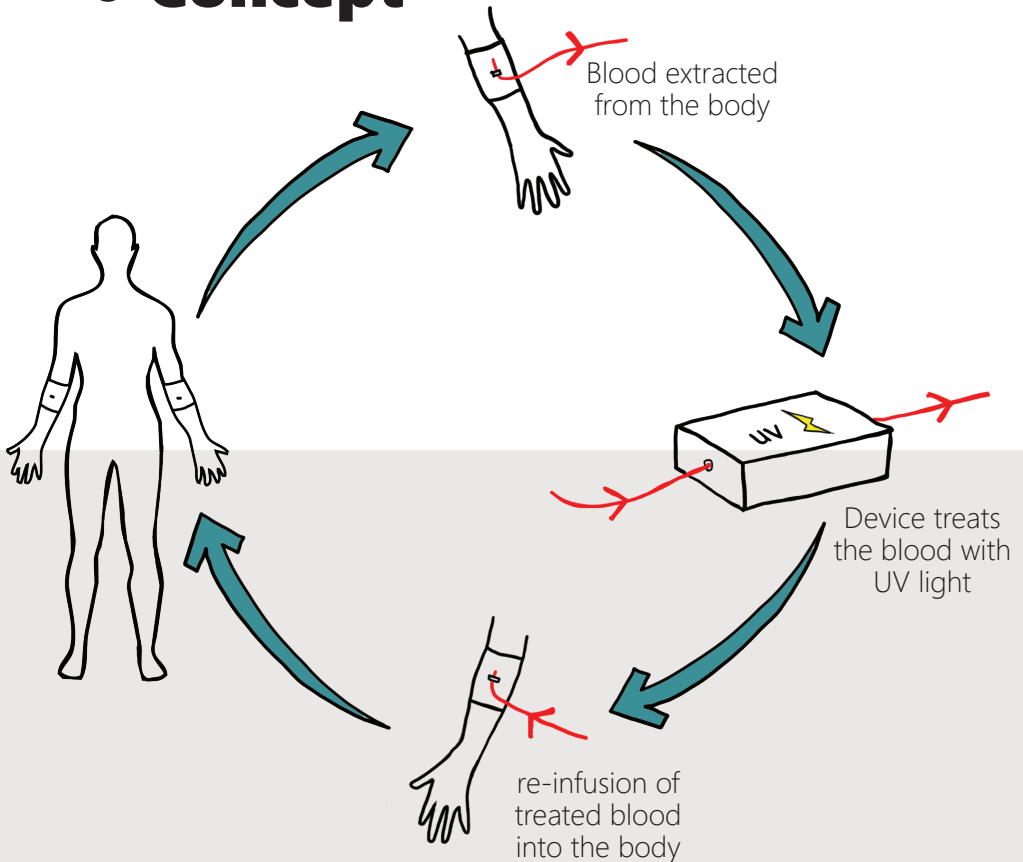 Concept
Blood extracted
from the body
uv
Device treats
the blood with
UV light
re-infusion of
treated blood
into the body